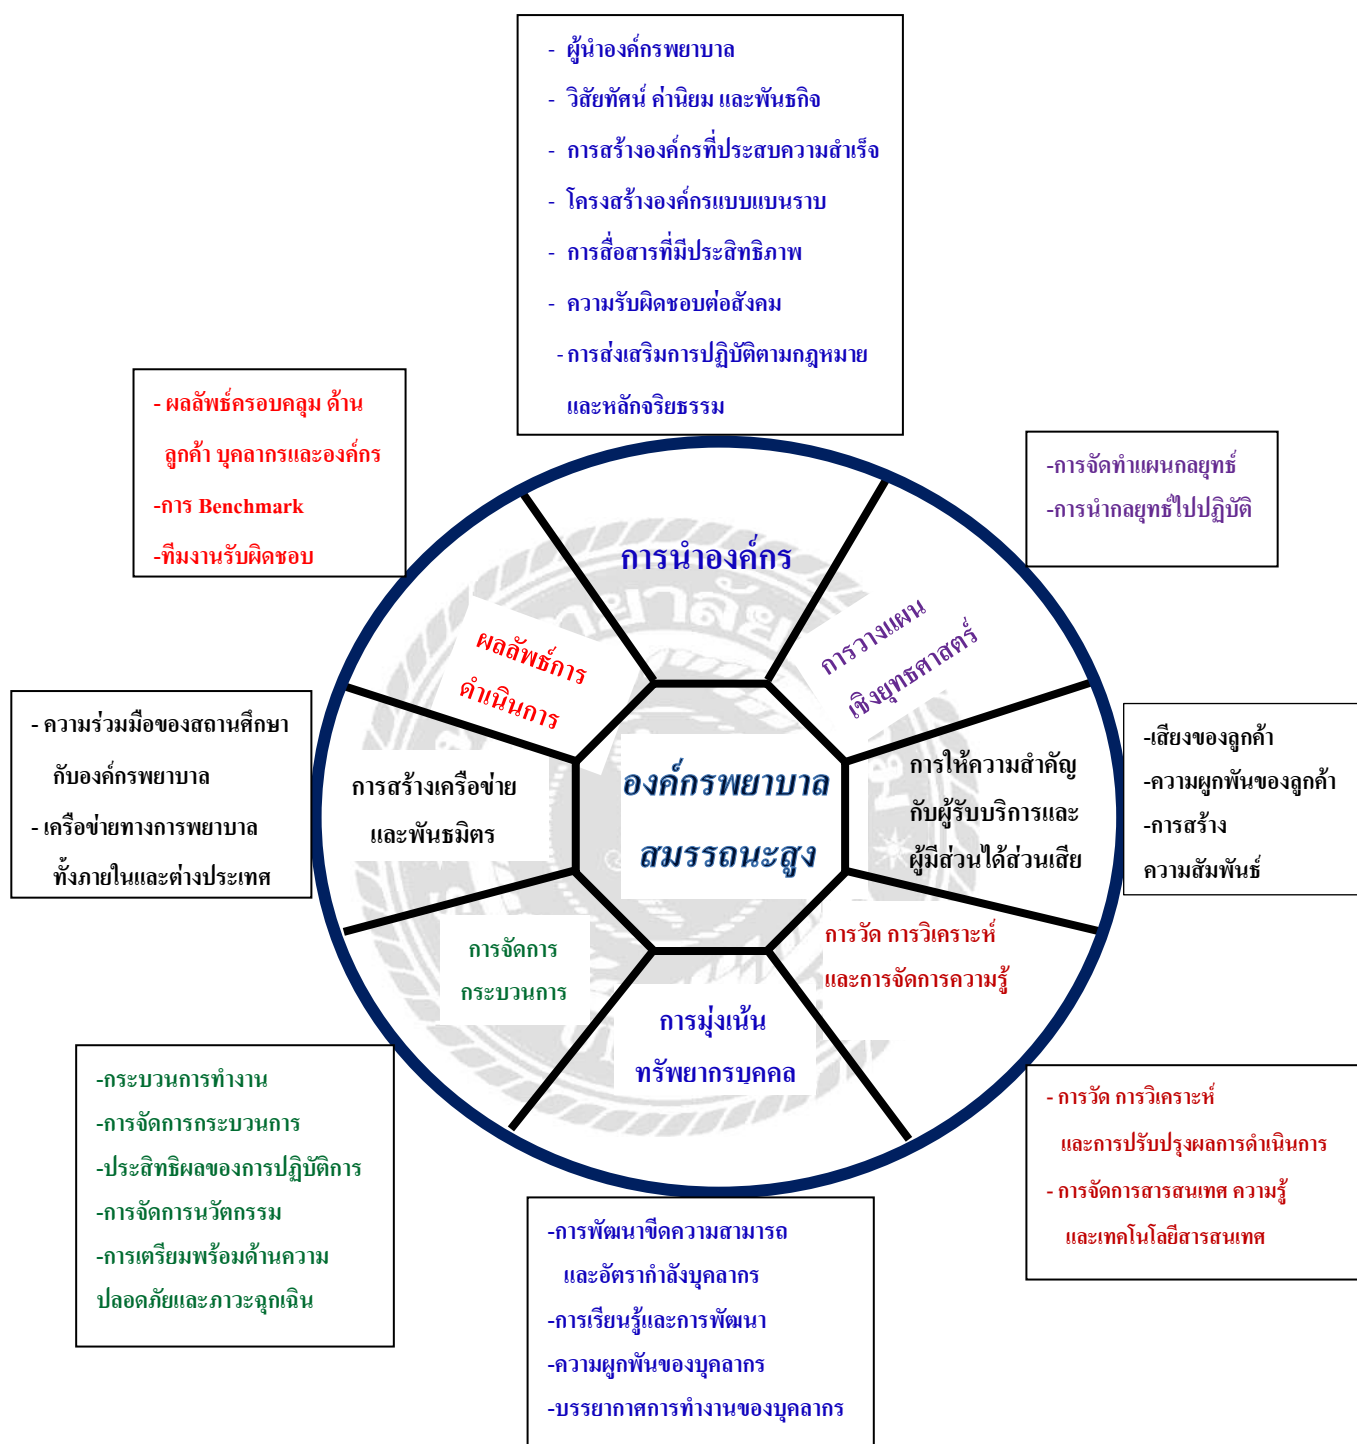 - ผู้นำองค์กรพยาบาล
- วิสัยทัศน์ ค่านิยม และพันธกิจ
- การสร้างองค์กรที่ประสบความสำเร็จ
- โครงสร้างองค์กรแบบแบนราบ
- การสื่อสารที่มีประสิทธิภาพ
- ความรับผิดชอบต่อสังคม
- การส่งเสริมการปฏิบัติตามกฎหมาย
และหลักจริยธรรม
- ผลลัพธ์ครอบคลุม ด้าน
ลูกค้า บุคลากรและองค์กร
-การ Benchmark
-ทีมงานรับผิดชอบ
-การจัดทำแผนกลยุทธ์
-การนำกลยุทธ์ไปปฏิบัติ
การนำองค์กร
ผลลัพธ์การ
ดำเนินการ
การวางแผน
เชิงยุทธศาสตร์
- ความร่วมมือของสถานศึกษา
กับองค์กรพยาบาล
- เครือข่ายทางการพยาบาล
ทั้งภายในและต่างประเทศ
การสร้างเครือข่าย
และพันธมิตร
องค์กรพยาบาล
สมรรถนะสูง
การให้ความสำคัญ
กับผู้รับบริการและ
ผู้มีส่วนได้ส่วนเสีย
-เสียงของลูกค้า
-ความผูกพันของลูกค้า
-การสร้าง
ความสัมพันธ์
การจัดการ
กระบวนการ
การมุ่งเน้น
ทรัพยากรบุคคล
การวัด การวิเคราะห์
และการจัดการความรู้
-กระบวนการทำงาน
-การจัดการกระบวนการ
-ประสิทธิผลของการปฏิบัติการ
-การจัดการนวัตกรรม
-การเตรียมพร้อมด้านความ
ปลอดภัยและภาวะฉุกเฉิน
- การวัด การวิเคราะห์
และการปรับปรุงผลการดำเนินการ
- การจัดการสารสนเทศ ความรู้
และเทคโนโลยีสารสนเทศ
-การพัฒนาขีดความสามารถ
และอัตรากำลังบุคลากร
-การเรียนรู้และการพัฒนา
-ความผูกพันของบุคลากร
-บรรยากาศการทำงานของบุคลากร